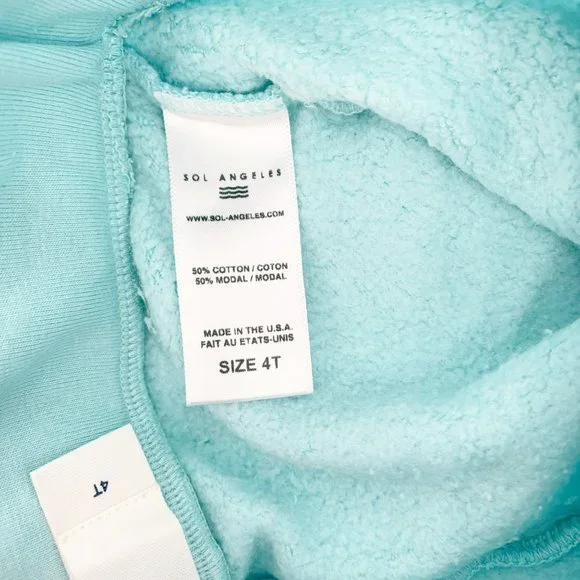 SOL ANGELES
WWW.SOL-ANGELES.COM
50% COTTON / COTON
50% MODAL / MODAL
MADE IN THE U.S.A.
FAIT AU ETATS-UNIS
SIZE 4T
4T